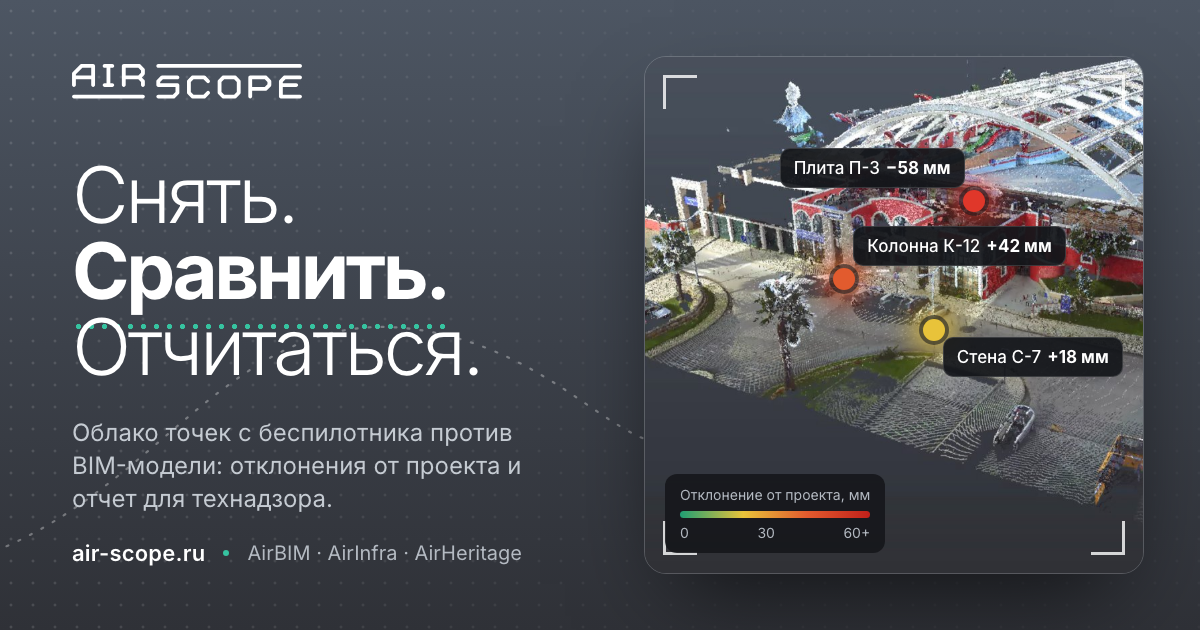 AIR SCOPE
Снять.
Сравнить.
Отчитаться.
Облако точек с беспилотника против
BIM-модели: отклонения от проекта и
отчет для технадзора.
air-scope.ru • AirBIM · AirInfra · AirHeritage
Плита П-3 −58 мм
Колонна К-12 +42 мм
Стена С-7 +18 мм
Отклонение от проекта, мм
0 30 60+